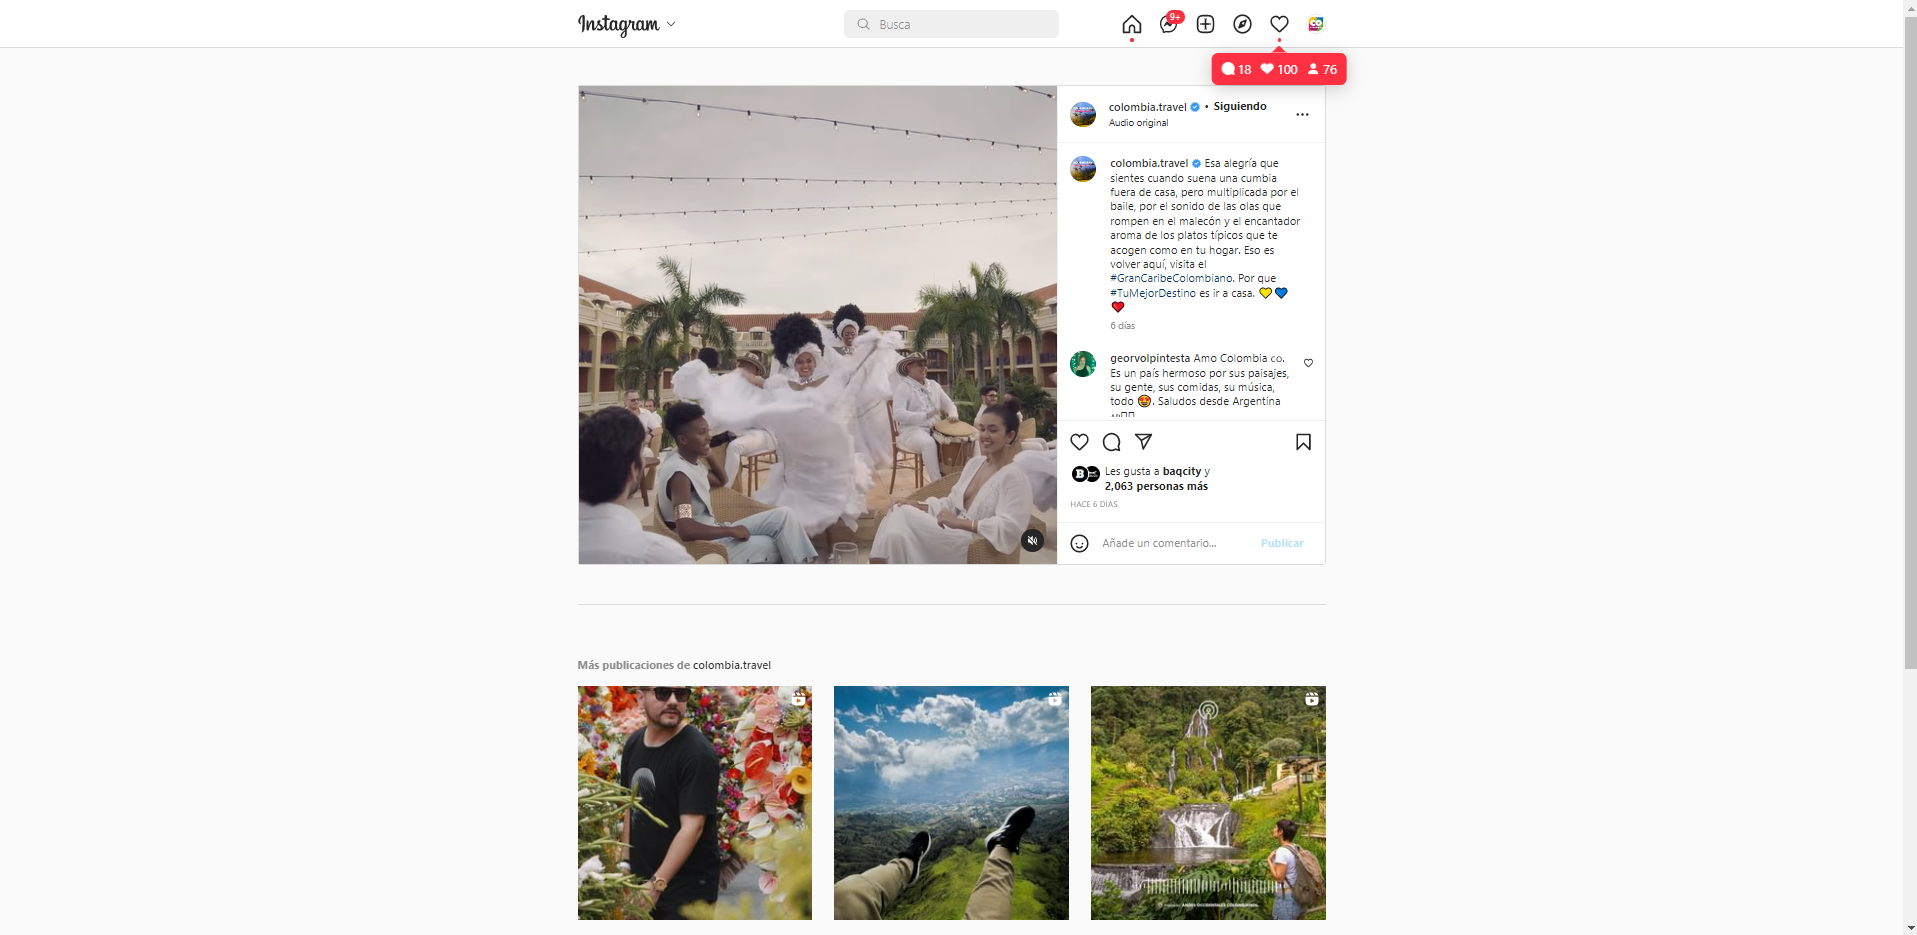 Instagram
Busca
9+
18 100 76
colombia.travel • Siguiendo
Audio original
colombia.travel Esa alegría que
sientes cuando suena una cumbia
fuera de casa, pero multiplicada por el
baile, por el sonido de las olas que
rompen en el malecón y el encantador
aroma de los platos típicos que te
acogen como en tu hogar. Eso es
volver aquí, visita el
#GranCaribeColombiano. Por que
#TuMejorDestino es ir a casa. 💛💙
❤️
6 días
georvolpintesta Amo Colombia co.
Es un país hermoso por sus paisajes,
su gente, sus comidas, su música,
todo 🤩. Saludos desde Argentina
Les gusta a baqcity y
2,063 personas más
HACE 6 DÍAS
Añade un comentario... Publicar
Más publicaciones de colombia.travel